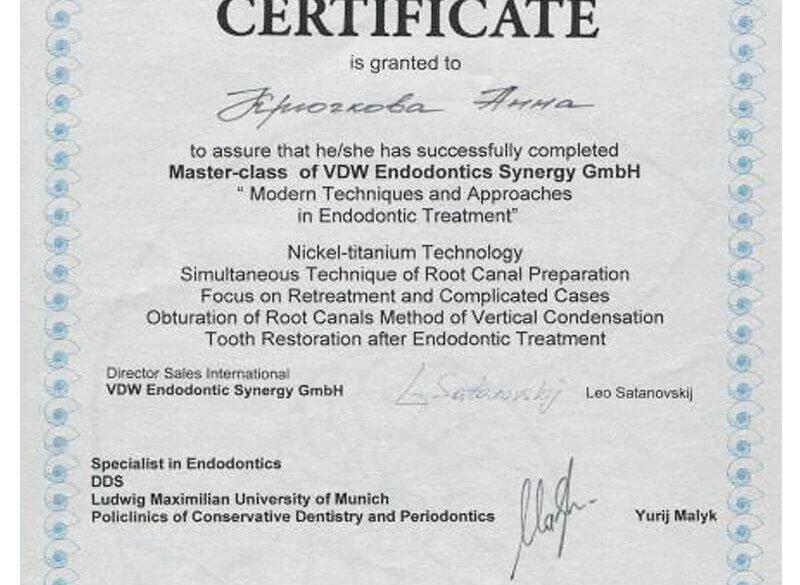 CERTIFICATE
is granted to
Крючкова Анна
to assure that he/she has successfully completed
Master-class of VDW Endodontics Synergy GmbH
“ Modern Techniques and Approaches
in Endodontic Treatment”
Nickel-titanium Technology
Simultaneous Technique of Root Canal Preparation
Focus on Retreatment and Complicated Cases
Obturation of Root Canals Method of Vertical Condensation
Tooth Restoration after Endodontic Treatment
Director Sales International
VDW Endodontic Synergy GmbH
L. Satanovskij
Leo Satanovskij
Specialist in Endodontics
DDS
Ludwig Maximilian University of Munich
Policlinics of Conservative Dentistry and Periodontics
Yurij Malyk